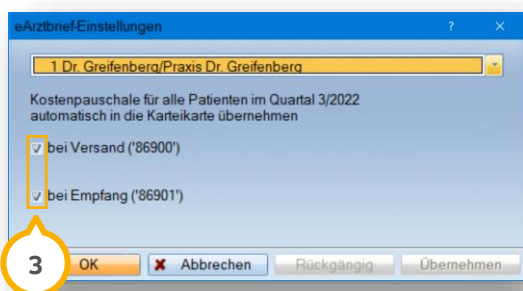 eArztbrief-Einstellungen ?
1 Dr. Greifenberg/Praxis Dr. Greifenberg
Kostenpauschale für alle Patienten im Quartal 3/2022
automatisch in die Karteikarte übernehmen
bei Versand ('86900')
bei Empfang ('86901')
3 OK Abbrechen Rückgängig Übernehmen